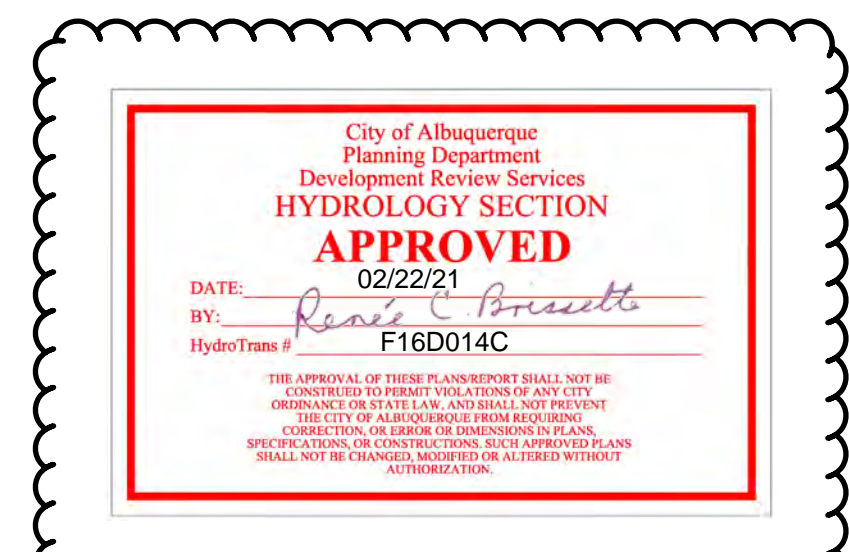 City of Albuquerque
Planning Department
Development Review Services
HYDROLOGY SECTION
APPROVED
DATE: 02/22/21
BY: Renée C. Brissette
HydroTrans # F16D014C
THE APPROVAL OF THESE PLANS/REPORT SHALL NOT BE
CONSTRUED TO PERMIT VIOLATIONS OF ANY CITY
ORDINANCE OR STATE LAW, AND SHALL NOT PREVENT
THE CITY OF ALBUQUERQUE FROM REQUIRING
CORRECTION, OR ERROR OR DIMENSIONS IN PLANS,
SPECIFICATIONS, OR CONSTRUCTIONS. SUCH APPROVED PLANS
SHALL NOT BE CHANGED, MODIFIED OR ALTERED WITHOUT
AUTHORIZATION.